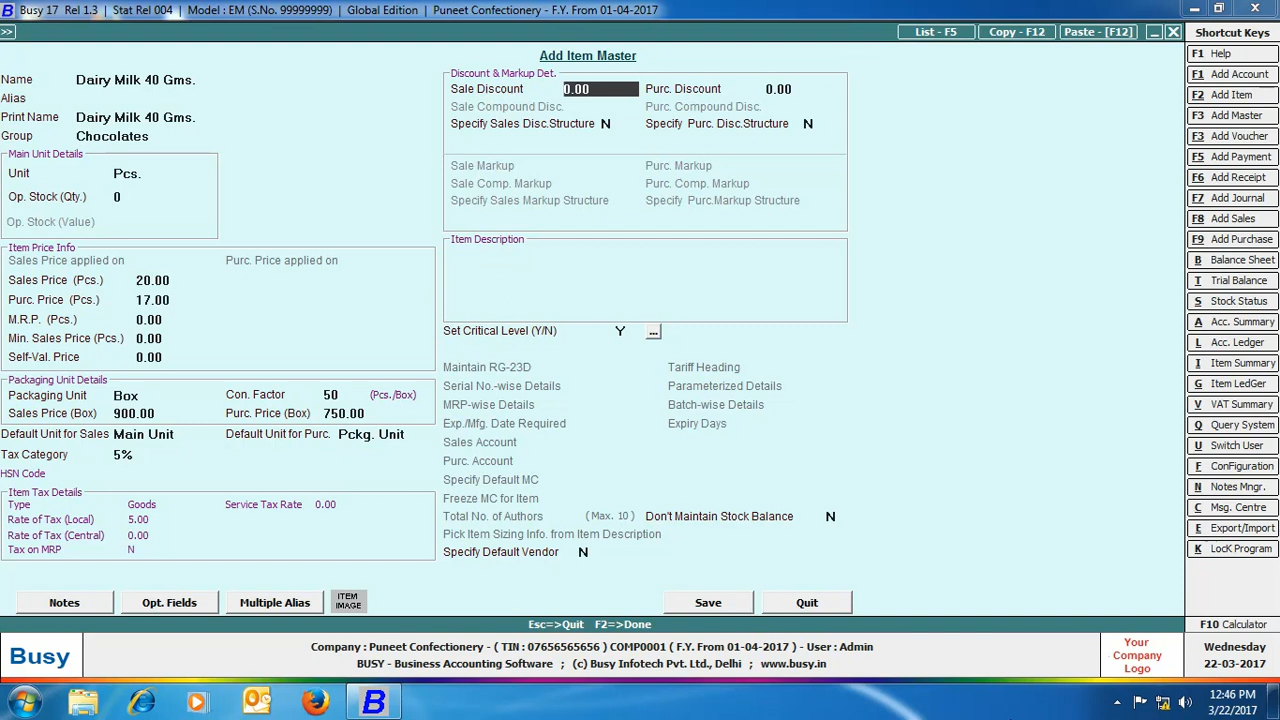 Busy 17 Rel 1.3 | Stat Rel 004 | Model : EM (S.No. 99999999) | Global Edition | Puneet Confectionery - F.Y. From 01-04-2017
>> List - F5 Copy - F12 Paste - [F12]
Add Item Master
Name Dairy Milk 40 Gms.
Alias
Print Name Dairy Milk 40 Gms.
Group Chocolates
Main Unit Details
Unit Pcs.
Op. Stock (Qty.) 0
Op. Stock (Value)
Item Price Info
Sales Price applied on Purc. Price applied on
Sales Price (Pcs.) 20.00
Purc. Price (Pcs.) 17.00
M.R.P. (Pcs.) 0.00
Min. Sales Price (Pcs.) 0.00
Self-Val. Price 0.00
Packaging Unit Details
Packaging Unit Box Con. Factor 50 (Pcs./Box)
Sales Price (Box) 900.00 Purc. Price (Box) 750.00
Default Unit for Sales Main Unit Default Unit for Purc. Pckg. Unit
Tax Category 5%
HSN Code
Item Tax Details
Type Goods Service Tax Rate 0.00
Rate of Tax (Local) 5.00
Rate of Tax (Central) 0.00
Tax on MRP N
Notes Opt. Fields Multiple Alias ITEM IMAGE
Discount & Markup Det.
Sale Discount 0.00 Purc. Discount 0.00
Sale Compound Disc. Purc. Compound Disc.
Specify Sales Disc.Structure N Specify Purc. Disc.Structure N
Sale Markup Purc. Markup
Sale Comp. Markup Purc. Comp. Markup
Specify Sales Markup Structure Specify Purc.Markup Structure
Item Description
Set Critical Level (Y/N) Y ...
Maintain RG-23D Tariff Heading
Serial No.-wise Details Parameterized Details
MRP-wise Details Batch-wise Details
Exp./Mfg. Date Required Expiry Days
Sales Account
Purc. Account
Specify Default MC
Freeze MC for Item
Total No. of Authors (Max. 10) Don't Maintain Stock Balance N
Pick Item Sizing Info. from Item Description
Specify Default Vendor N
Save Quit
Esc=>Quit F2=>Done
Shortcut Keys
F1 Help
F1 Add Account
F2 Add Item
F3 Add Master
F3 Add Voucher
F5 Add Payment
F6 Add Receipt
F7 Add Journal
F8 Add Sales
F9 Add Purchase
B Balance Sheet
T Trial Balance
S Stock Status
A Acc. Summary
L Acc. Ledger
I Item Summary
G Item LedGer
V VAT Summary
Q Query System
U Switch User
F ConFiguration
N Notes Mngr.
C Msg. Centre
E Export/Import
K LocK Program
F10 Calculator
Busy
Company : Puneet Confectionery - ( TIN : 07656565656 ) COMP0001 ( F.Y. From 01-04-2017 ) - User : Admin
BUSY - Business Accounting Software ; (c) Busy Infotech Pvt. Ltd., Delhi ; www.busy.in
Your
Company
Logo
Wednesday
22-03-2017
B
12:46 PM
3/22/2017